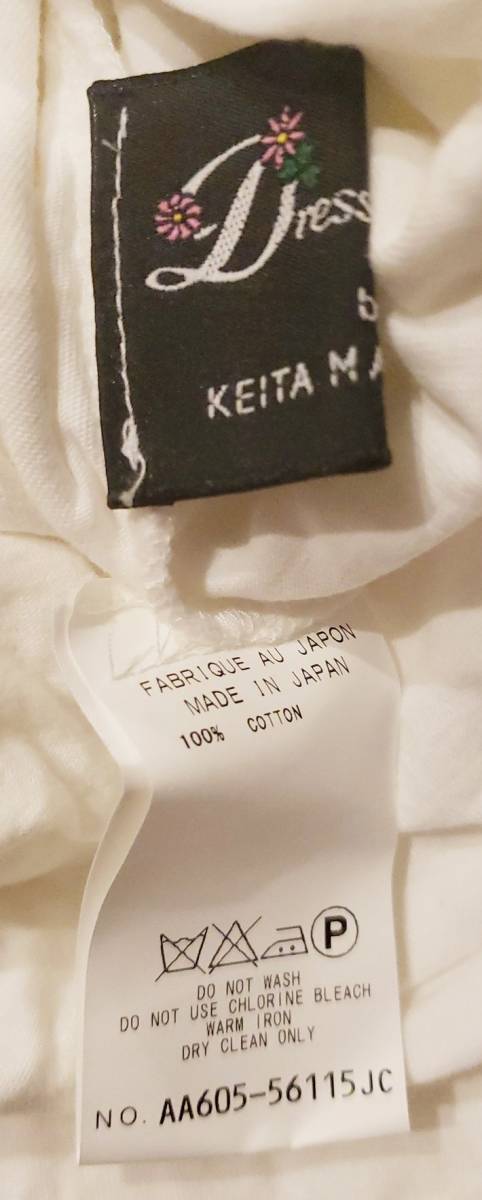 Dress
b
KEITA MA
FABRIQUE AU JAPON
MADE IN JAPAN
100% COTTON
P
DO NOT WASH
DO NOT USE CHLORINE BLEACH
WARM IRON
DRY CLEAN ONLY
NO. AA605-56115JC